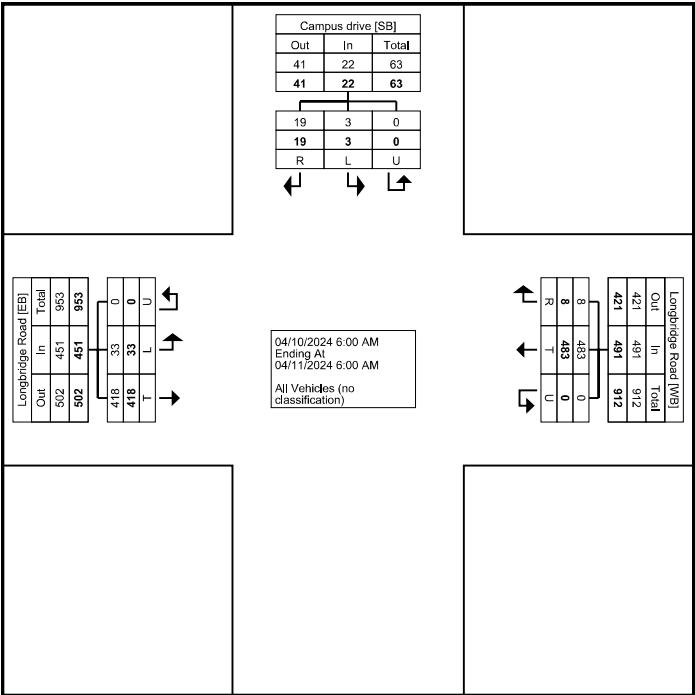 Campus drive [SB]
Out In Total
41 22 63
41 22 63
19 3 0
19 3 0
R L U
Longbridge Road [EB]
Total In Out
953 451 502
953 451 502
0 33 418
0 33 418
U L T
04/10/2024 6:00 AM
Ending At
04/11/2024 6:00 AM
All Vehicles (no
classification)
Longbridge Road [WB]
Out In Total
421 491 912
421 491 912
8 483 0
8 483 0
R T U